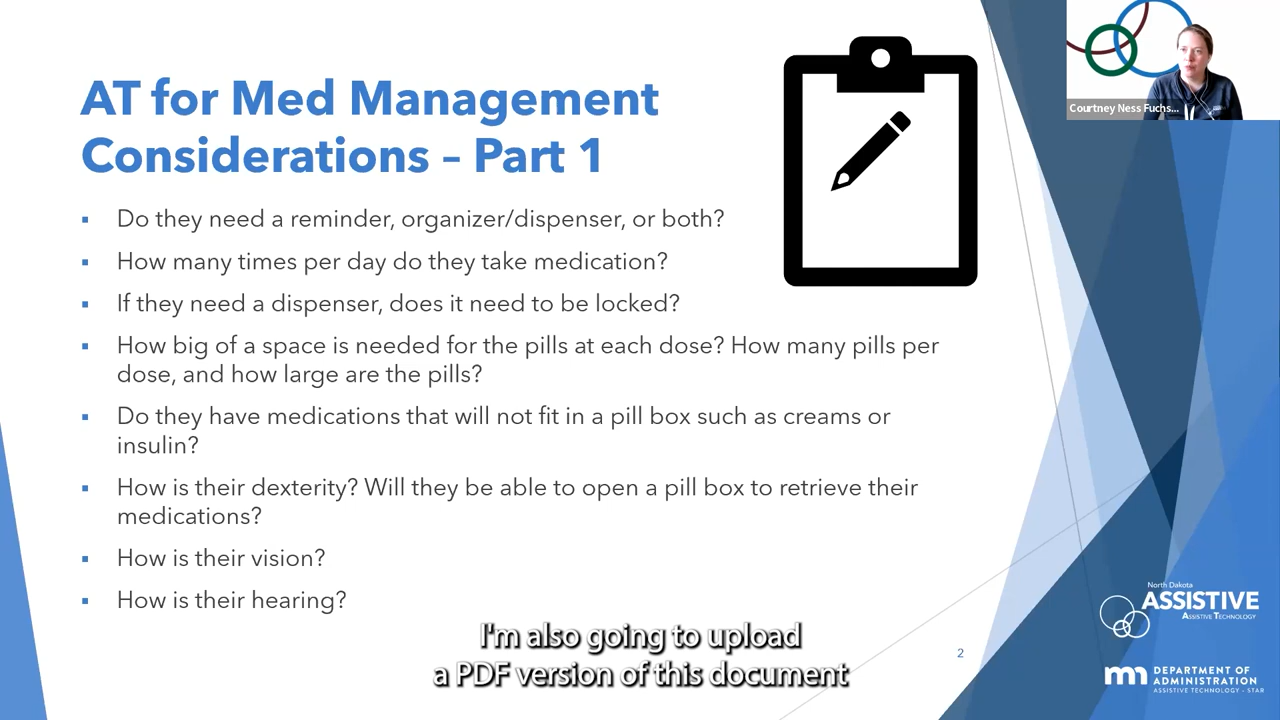 AT for Med Management
Considerations – Part 1
▪ Do they need a reminder, organizer/dispenser, or both?
▪ How many times per day do they take medication?
▪ If they need a dispenser, does it need to be locked?
▪ How big of a space is needed for the pills at each dose? How many pills per
dose, and how large are the pills?
▪ Do they have medications that will not fit in a pill box such as creams or
insulin?
▪ How is their dexterity? Will they be able to open a pill box to retrieve their
medications?
▪ How is their vision?
▪ How is their hearing?
Courtney Ness Fuchs...
I'm also going to upload
a PDF version of this document
2
North Dakota
ASSISTIVE
ASSISTIVE TECHNOLOGY
mn DEPARTMENT OF
ADMINISTRATION
ASSISTIVE TECHNOLOGY - STAR